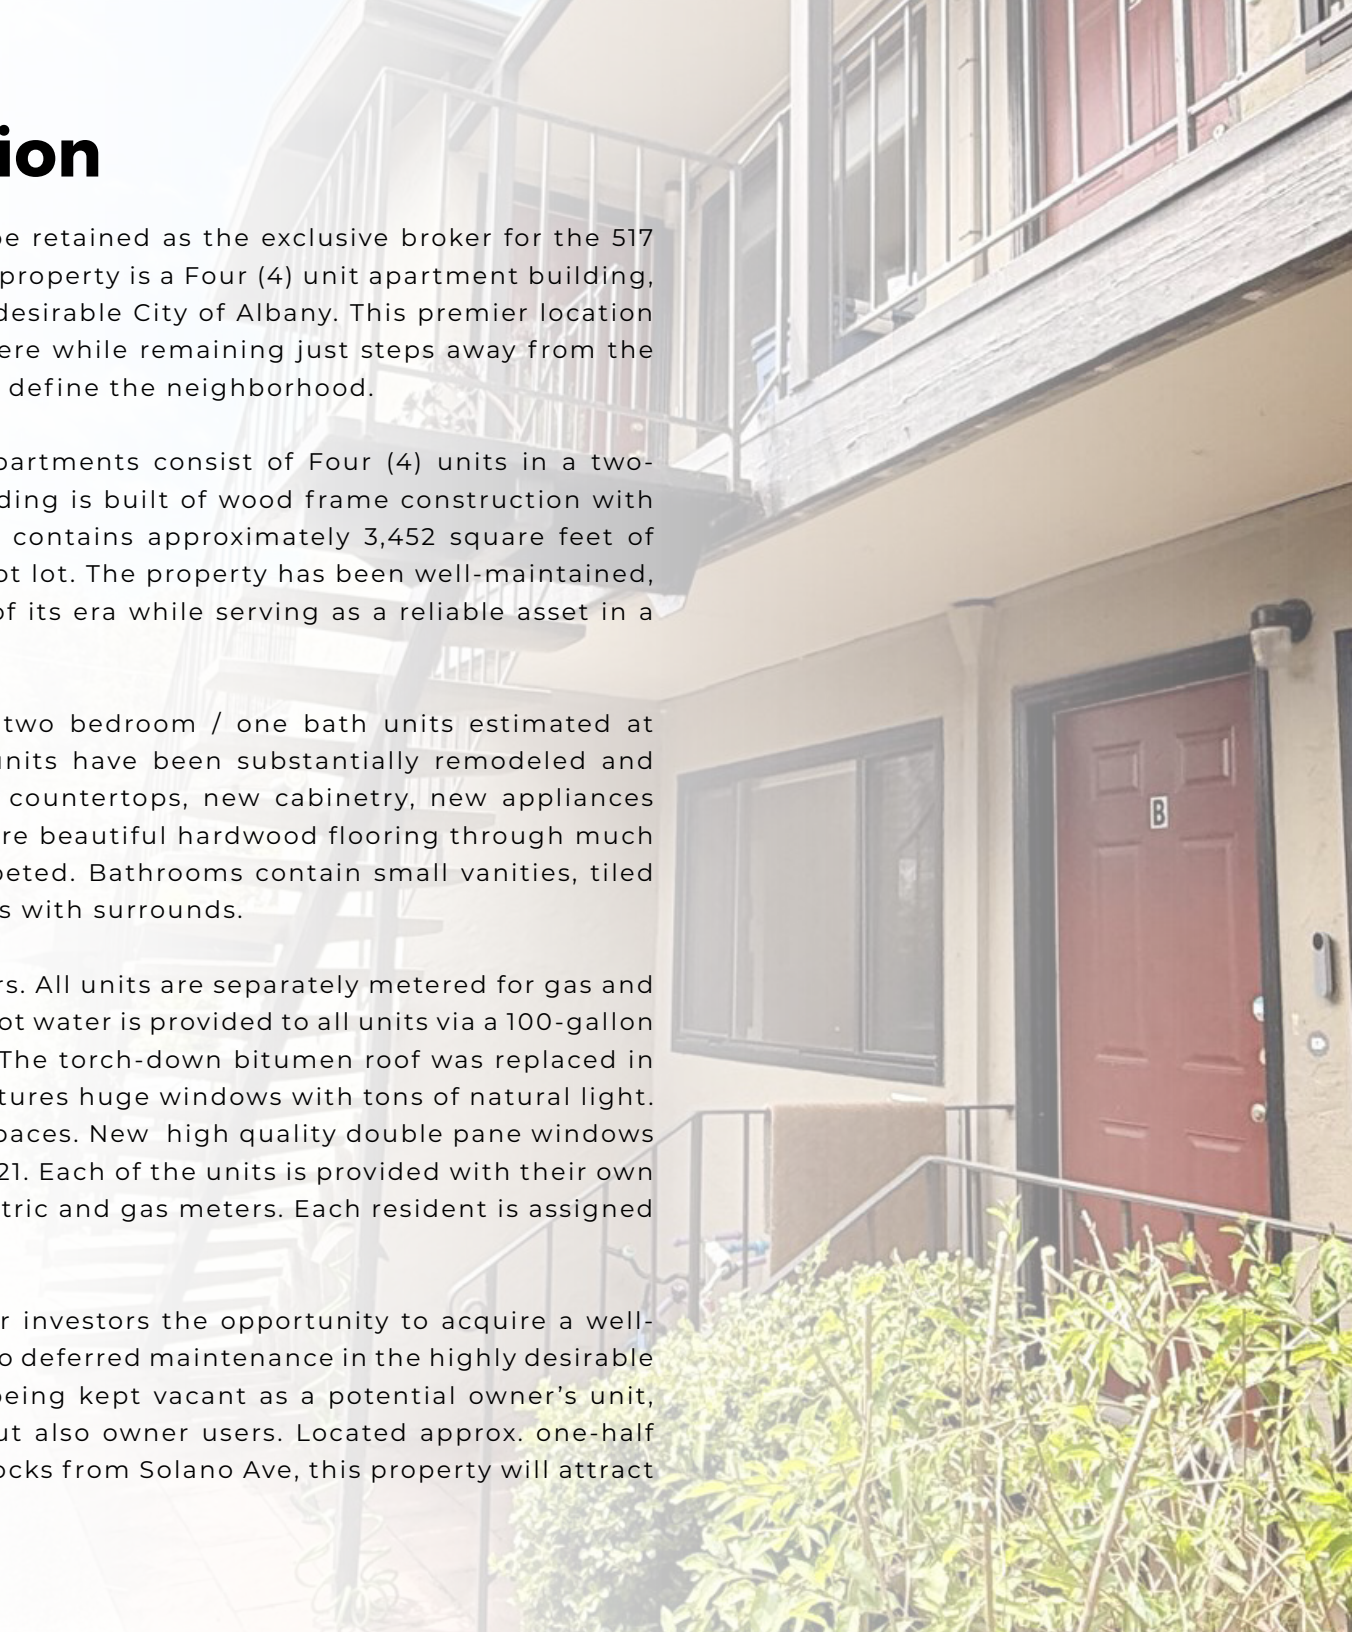 ion
be retained as the exclusive broker for the 517
property is a Four (4) unit apartment building,
desirable City of Albany. This premier location
ere while remaining just steps away from the
define the neighborhood.
partments consist of Four (4) units in a two-
ding is built of wood frame construction with
contains approximately 3,452 square feet of
ot lot. The property has been well-maintained,
of its era while serving as a reliable asset in a
two bedroom / one bath units estimated at
units have been substantially remodeled and
countertops, new cabinetry, new appliances
re beautiful hardwood flooring through much
peted. Bathrooms contain small vanities, tiled
s with surrounds.
rs. All units are separately metered for gas and
ot water is provided to all units via a 100-gallon
The torch-down bitumen roof was replaced in
tures huge windows with tons of natural light.
paces. New high quality double pane windows
21. Each of the units is provided with their own
tric and gas meters. Each resident is assigned
r investors the opportunity to acquire a well-
o deferred maintenance in the highly desirable
being kept vacant as a potential owner’s unit,
ut also owner users. Located approx. one-half
ocks from Solano Ave, this property will attract
B